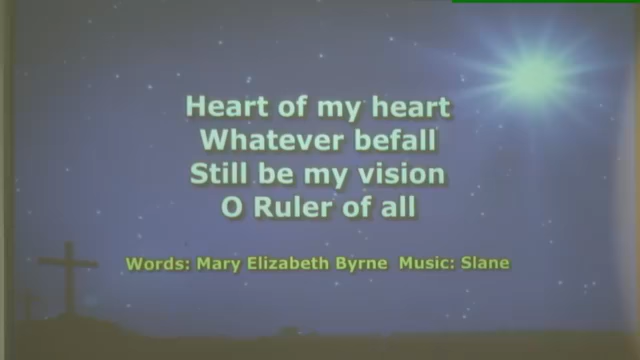 Heart of my heart
Whatever befall
Still be my vision
O Ruler of all
Words: Mary Elizabeth Byrne  Music: Slane